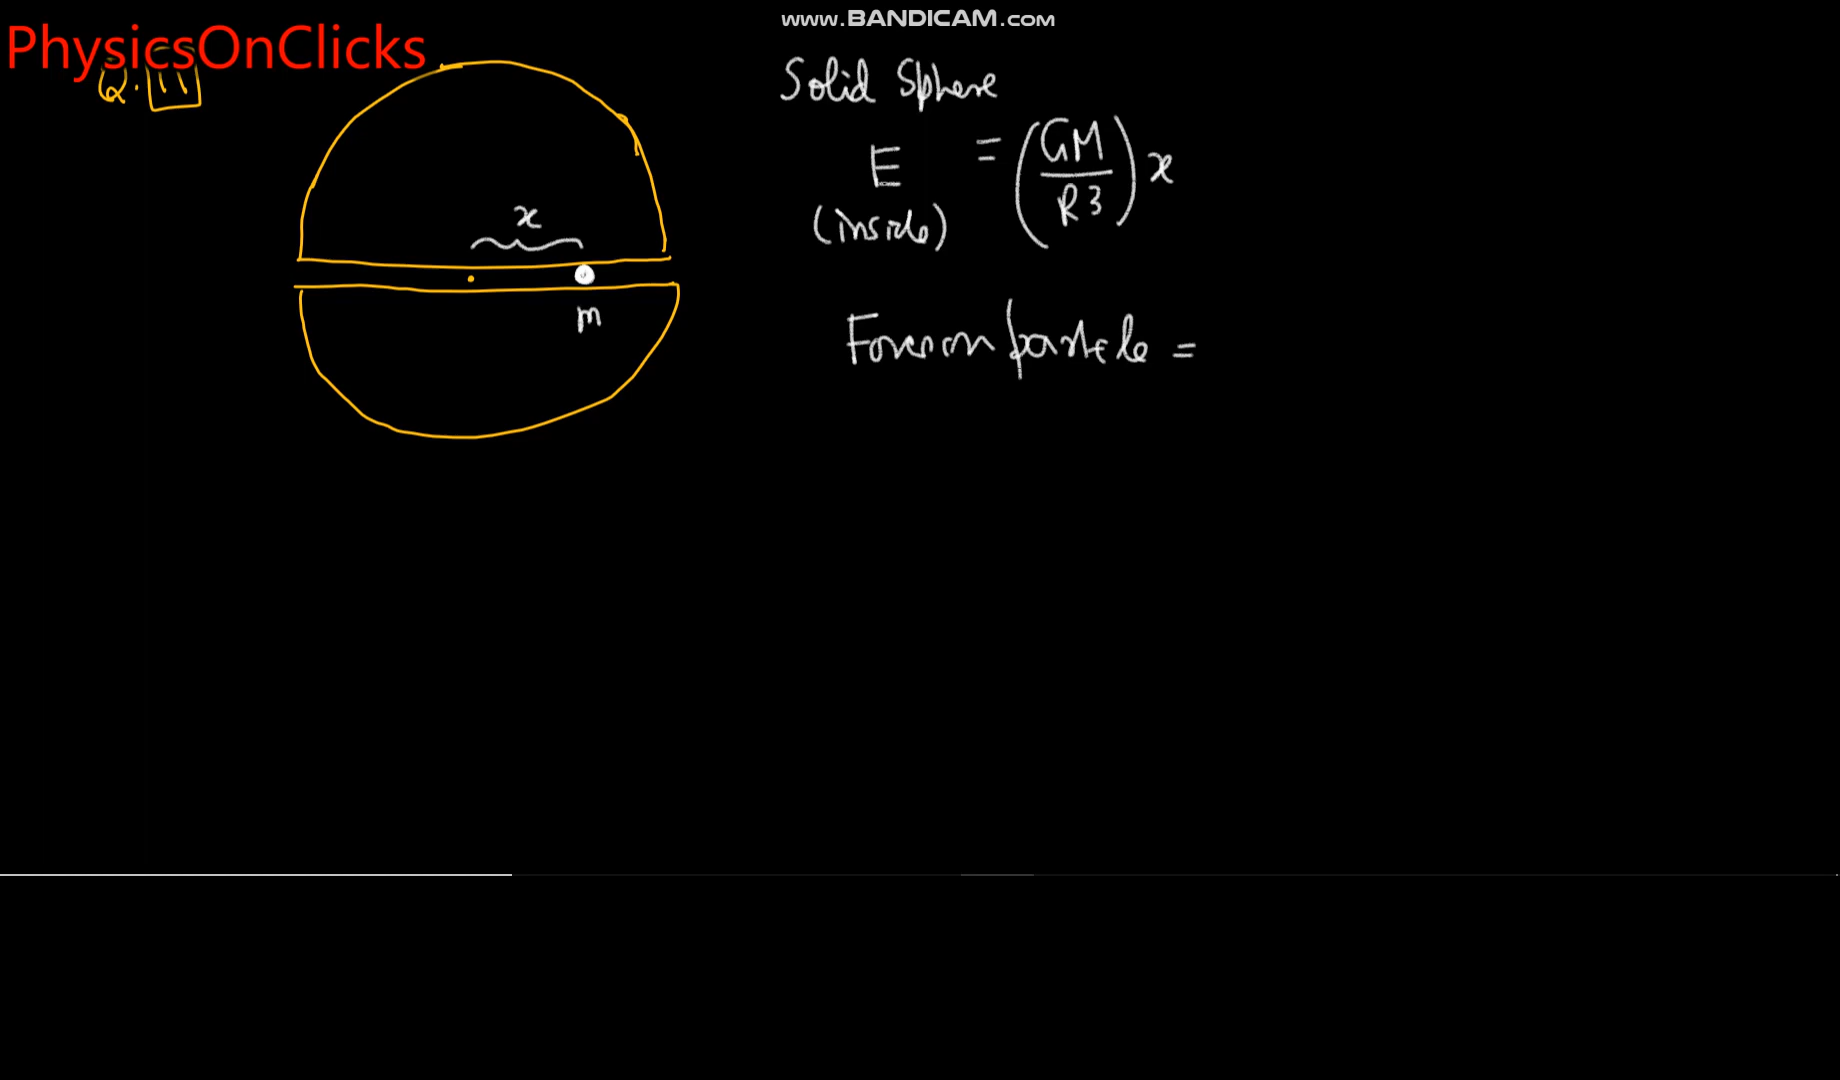 www.BANDICAM.com
PhysicsOnClicks
Q. 11
Solid Sphere
E = (GM/R3) x
(inside)
x
m
Force on particle =